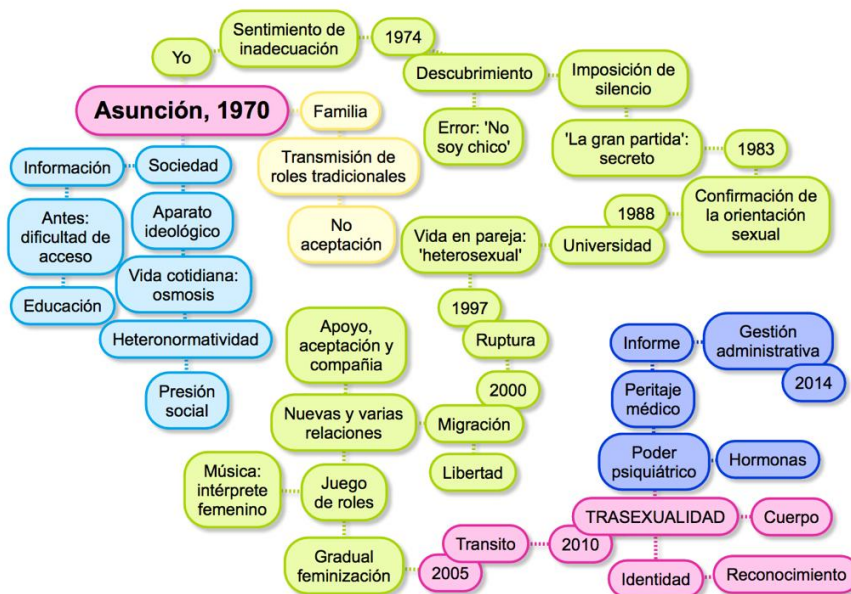 Sentimiento de
inadecuación
1974
Yo
Descubrimiento
Imposición de
silencio
Asunción, 1970
Familia
Error: 'No
soy chico'
'La gran partida':
secreto
1983
Información
Sociedad
Transmisión de
roles tradicionales
Confirmación de
la orientación
sexual
1988
Universidad
Vida en pareja:
'heterosexual'
Antes:
dificultad de
acceso
Aparato
ideológico
No
aceptación
Vida cotidiana:
osmosis
Educación
1997
Ruptura
Heteronormatividad
Apoyo,
aceptación y
compañia
Informe
Gestión
administrativa
2014
Presión
social
2000
Peritaje
médico
Nuevas y varias
relaciones
Migración
Libertad
Poder
psiquiátrico
Hormonas
Música:
intérprete
femenino
Juego
de roles
TRASEXUALIDAD
Cuerpo
Gradual
feminización
2005
Transito
2010
Identidad
Reconocimiento